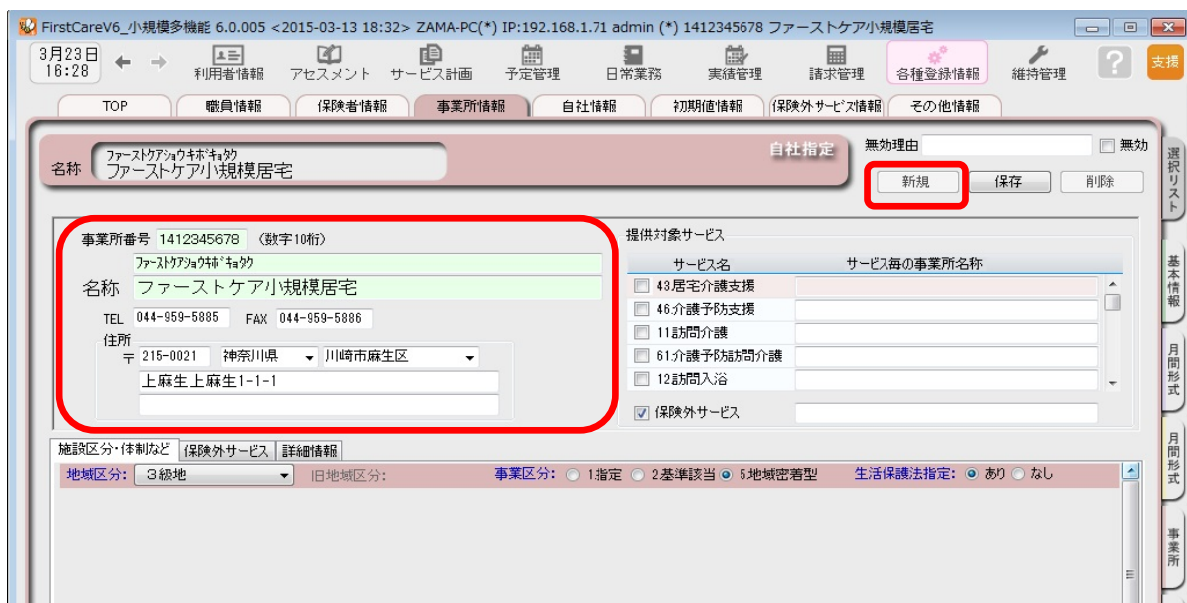 FirstCareV6_小規模多機能 6.0.005 <2015-03-13 18:32> ZAMA-PC(*) IP:192.168.1.71 admin (*) 1412345678 ファーストケア小規模居宅
3月23日
16:28
利用者情報 アセスメント サービス計画 予定管理 日常業務 実績管理 請求管理 各種登録情報 維持管理 ? 支援
TOP 職員情報 保険者情報 事業所情報 自社情報 初期値情報 保険外サービス情報 その他情報
名称
ファーストケアショウキボキョタク
ファーストケア小規模居宅
自社指定
無効理由 無効
新規 保存 削除
事業所番号 1412345678 (数字10桁)
ファーストケアショウキボキョタク
名称 ファーストケア小規模居宅
TEL 044-959-5885 FAX 044-959-5886
住所
〒 215-0021 神奈川県 川崎市麻生区
上麻生上麻生1-1-1
提供対象サービス
サービス名 サービス毎の事業所名称
43.居宅介護支援
46.介護予防支援
11訪問介護
61.介護予防訪問介護
12訪問入浴
保険外サービス
施設区分・体制など 保険外サービス 詳細情報
地域区分: 3級地 旧地域区分: 事業区分: 1指定 2基準該当 5地域密着型 生活保護法指定: あり なし
選択リスト
基本情報
月間形式
月間形式
事業所